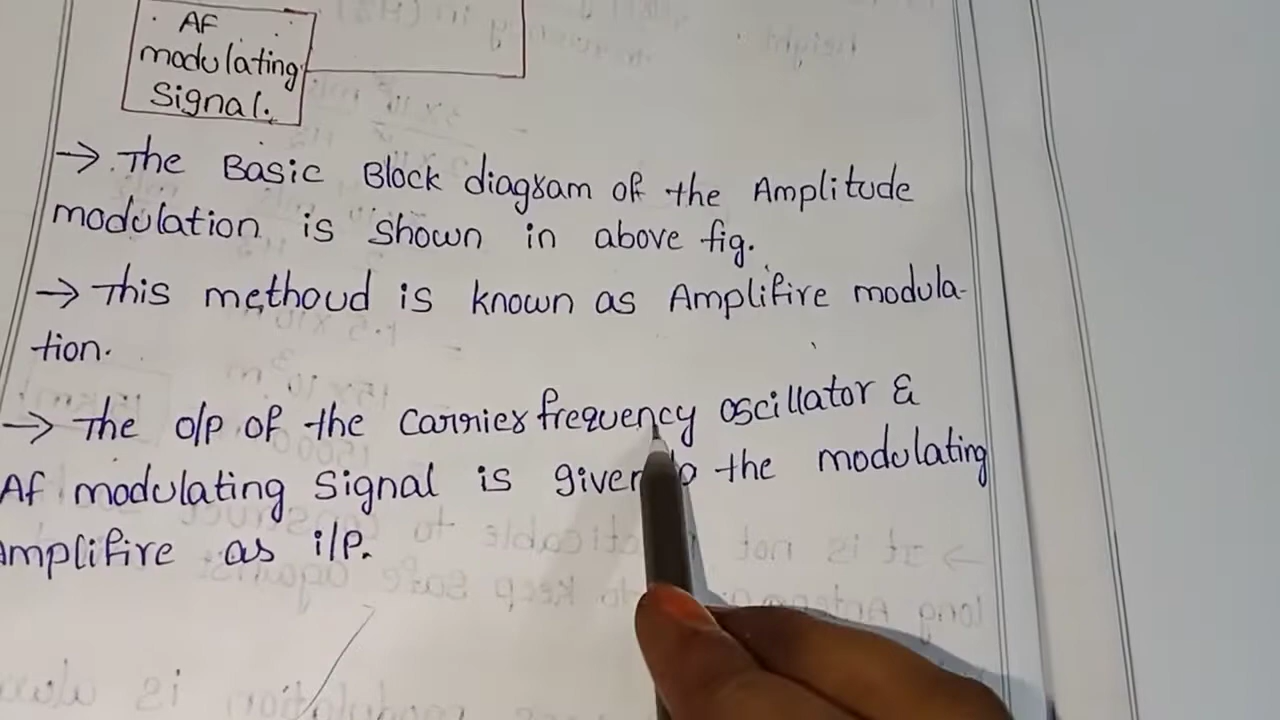 AF
modulating
Signal.
→ The Basic Block diagram of the Amplitude
modulation is shown in above fig.
→ This methoud is known as Amplifire modula-
tion.
→ The o/p of the carrier frequency oscillator &
Af modulating Signal is given to the modulating
Amplifire as i/p.